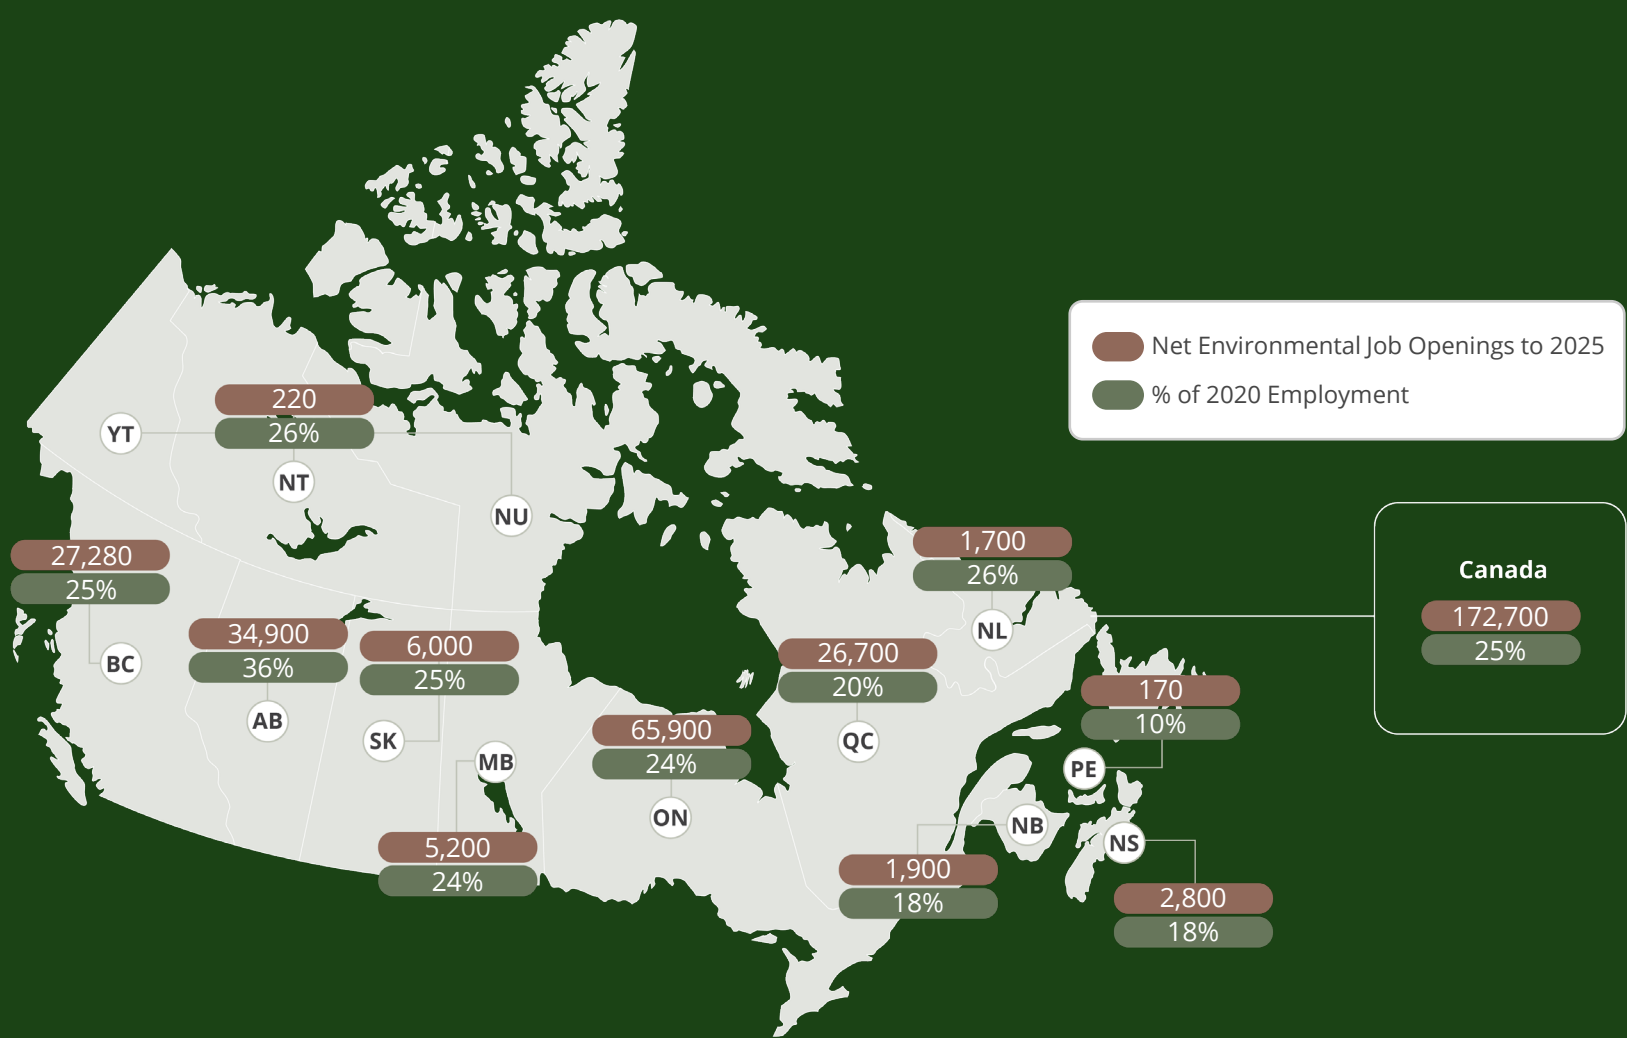 Net Environmental Job Openings to 2025
% of 2020 Employment
220
26%
YT
NT
NU
27,280
25%
BC
34,900
36%
AB
6,000
25%
SK
MB
5,200
24%
65,900
24%
ON
26,700
20%
QC
1,700
26%
NL
170
10%
PE
NB
1,900
18%
NS
2,800
18%
Canada
172,700
25%